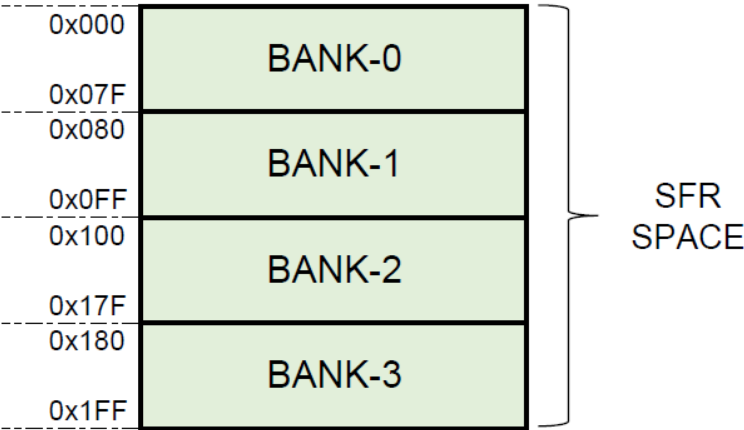 0x000
BANK-0
0x07F
0x080
BANK-1
0x0FF
0x100
BANK-2
0x17F
0x180
BANK-3
0x1FF
SFR
SPACE